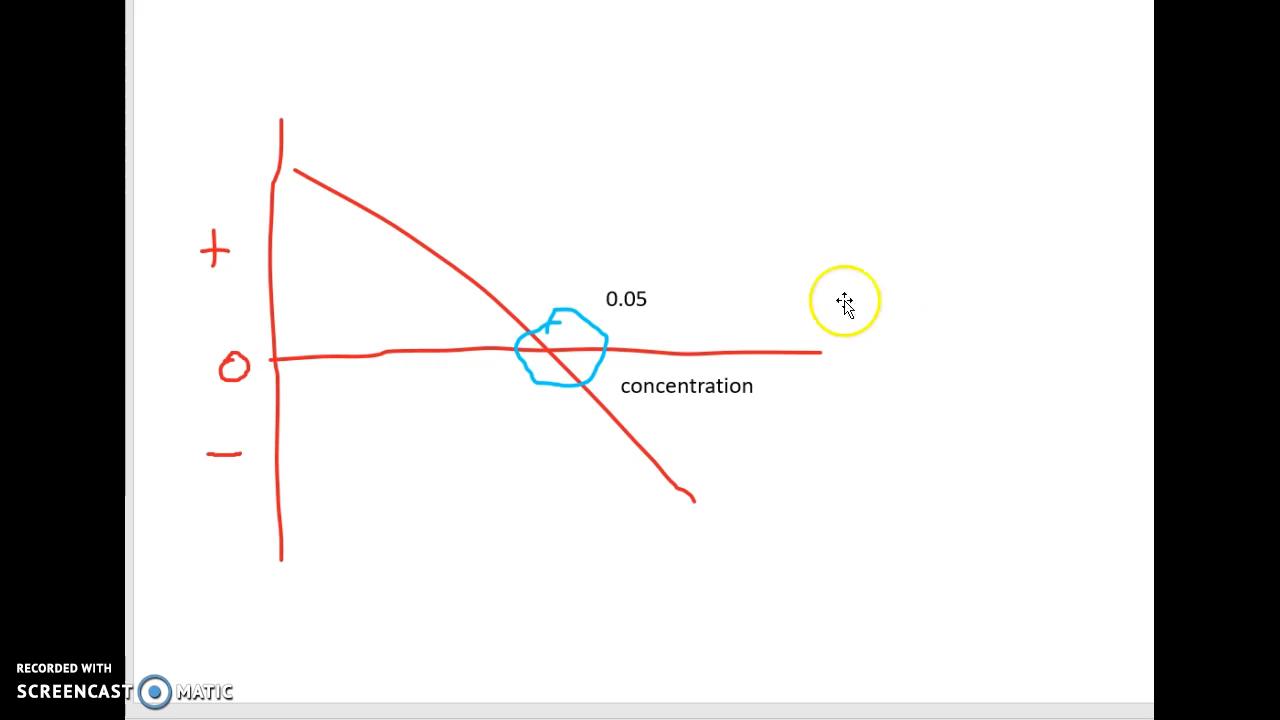 +
0.05
0
concentration
−
RECORDED WITH
SCREENCAST MATIC